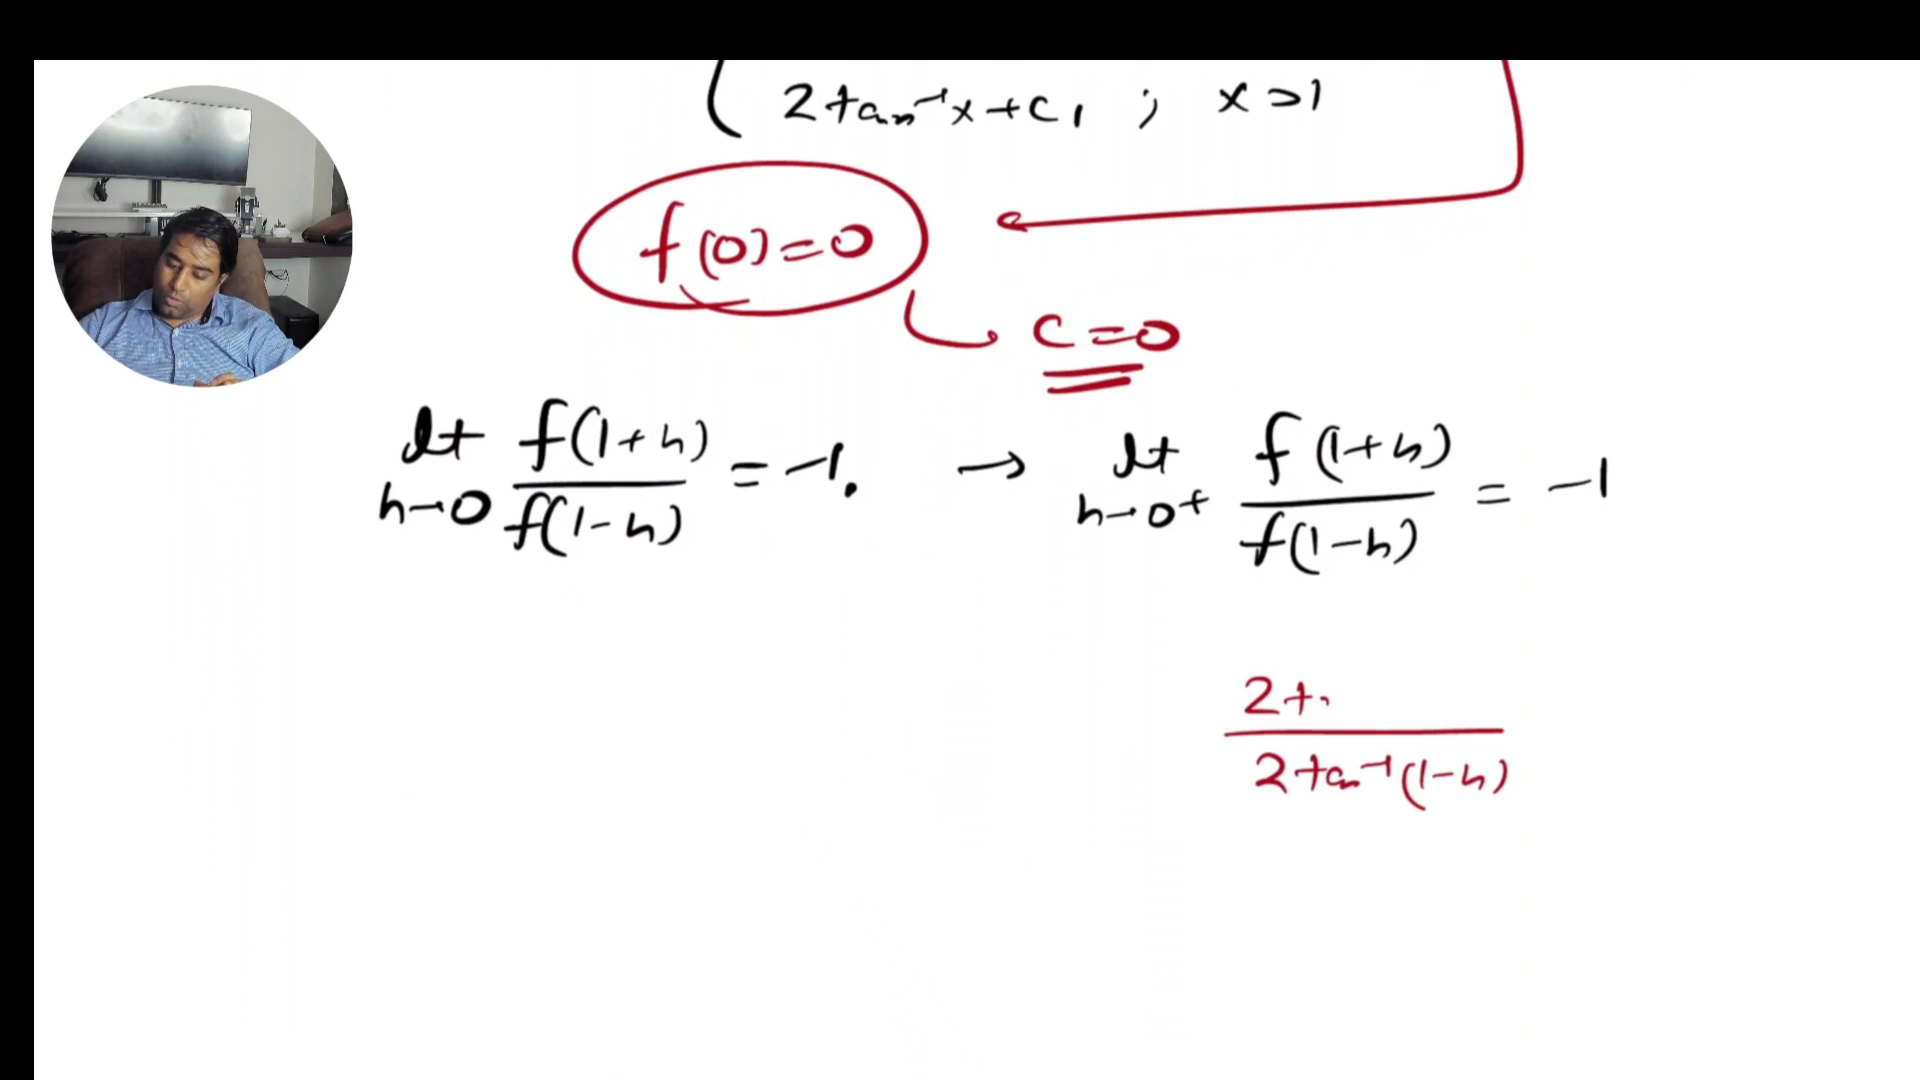 2tan⁻¹x+C₁ ; x>1
f(0)=0
C=0
lt h→0 f(1+h)/f(1-h) = -1. → lt h→0⁺ f(1+h)/f(1-h) = -1
2t
2tan⁻¹(1-h)